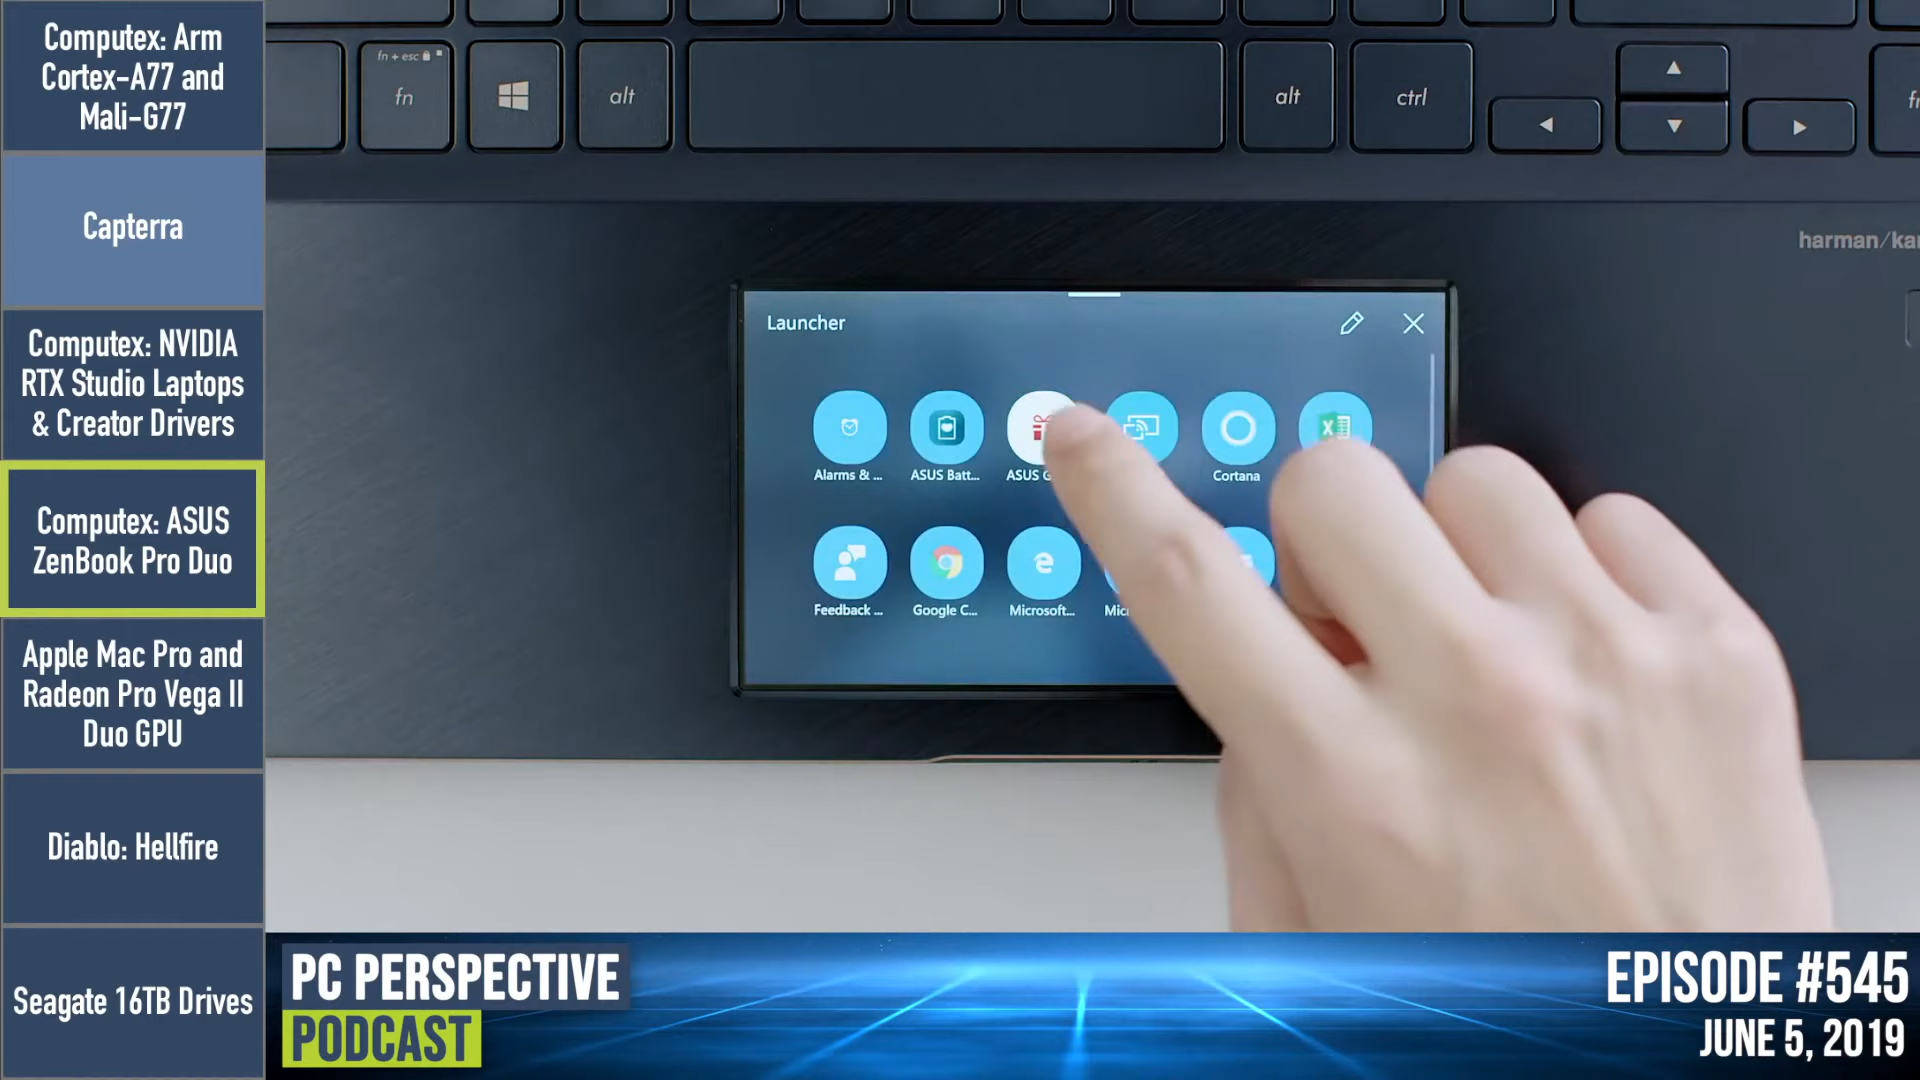 Computex: Arm
Cortex-A77 and
Mali-G77
Capterra
Computex: NVIDIA
RTX Studio Laptops
& Creator Drivers
Computex: ASUS
ZenBook Pro Duo
Apple Mac Pro and
Radeon Pro Vega II
Duo GPU
Diablo: Hellfire
Seagate 16TB Drives
fn + esc
fn
alt
alt
ctrl
harman/kar
Launcher
Alarms & ...
ASUS Batt...
ASUS G
Cortana
Feedback ...
Google C...
Microsoft...
PC PERSPECTIVE
PODCAST
EPISODE #545
JUNE 5, 2019